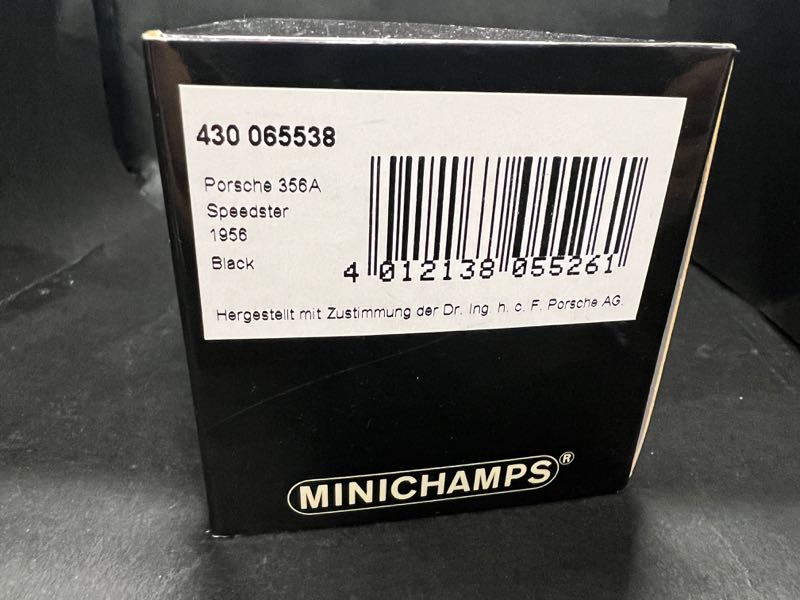 430 065538
Porsche 356A
Speedster
1956
Black
4 012138 055261
Hergestellt mit Zustimmung der Dr. Ing. h. c. F. Porsche AG.
MINICHAMPS®